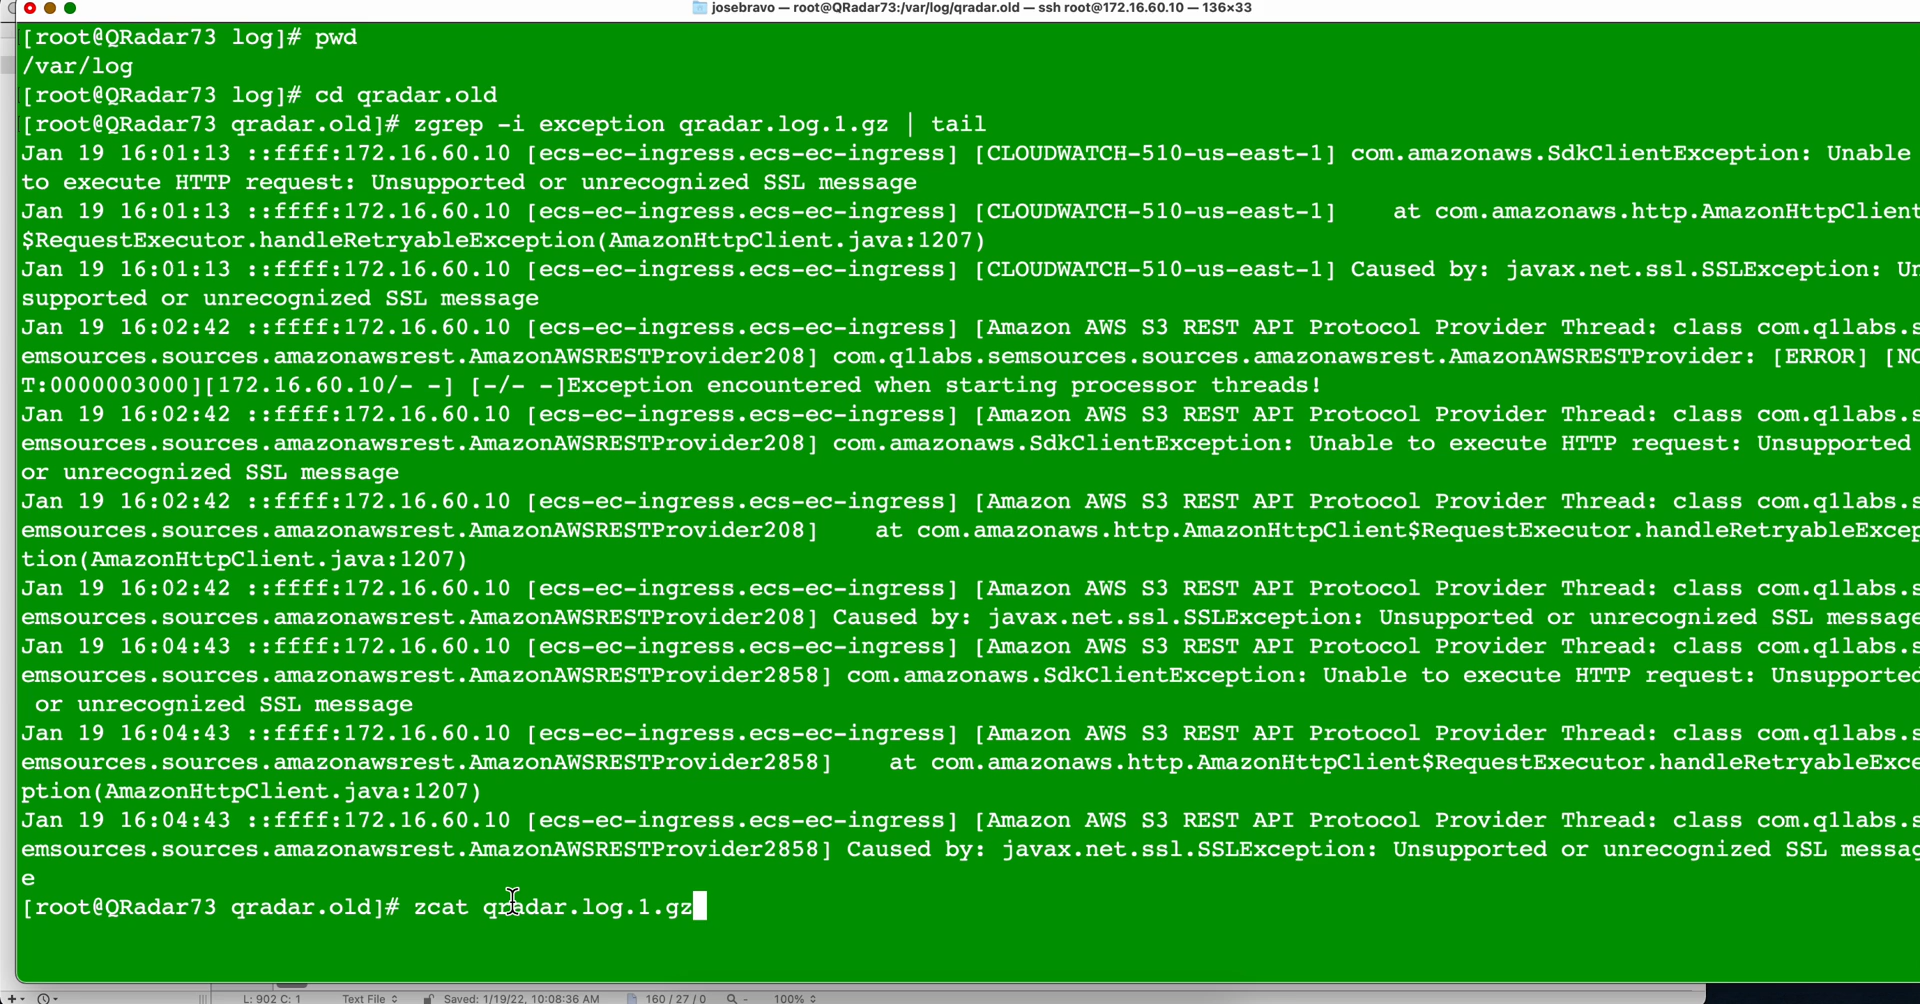 josebravo — root@QRadar73:/var/log/qradar.old — ssh root@172.16.60.10 — 136×33
[root@QRadar73 log]# pwd
/var/log
[root@QRadar73 log]# cd qradar.old
[root@QRadar73 qradar.old]# zgrep -i exception qradar.log.1.gz | tail
Jan 19 16:01:13 ::ffff:172.16.60.10 [ecs-ec-ingress.ecs-ec-ingress] [CLOUDWATCH-510-us-east-1] com.amazonaws.SdkClientException: Unable
to execute HTTP request: Unsupported or unrecognized SSL message
Jan 19 16:01:13 ::ffff:172.16.60.10 [ecs-ec-ingress.ecs-ec-ingress] [CLOUDWATCH-510-us-east-1]    at com.amazonaws.http.AmazonHttpClient
$RequestExecutor.handleRetryableException(AmazonHttpClient.java:1207)
Jan 19 16:01:13 ::ffff:172.16.60.10 [ecs-ec-ingress.ecs-ec-ingress] [CLOUDWATCH-510-us-east-1] Caused by: javax.net.ssl.SSLException: Un
supported or unrecognized SSL message
Jan 19 16:02:42 ::ffff:172.16.60.10 [ecs-ec-ingress.ecs-ec-ingress] [Amazon AWS S3 REST API Protocol Provider Thread: class com.q1labs.s
emsources.sources.amazonawsrest.AmazonAWSRESTProvider208] com.q1labs.semsources.sources.amazonawsrest.AmazonAWSRESTProvider: [ERROR] [NO
T:0000003000][172.16.60.10/- -] [-/- -]Exception encountered when starting processor threads!
Jan 19 16:02:42 ::ffff:172.16.60.10 [ecs-ec-ingress.ecs-ec-ingress] [Amazon AWS S3 REST API Protocol Provider Thread: class com.q1labs.s
emsources.sources.amazonawsrest.AmazonAWSRESTProvider208] com.amazonaws.SdkClientException: Unable to execute HTTP request: Unsupported
or unrecognized SSL message
Jan 19 16:02:42 ::ffff:172.16.60.10 [ecs-ec-ingress.ecs-ec-ingress] [Amazon AWS S3 REST API Protocol Provider Thread: class com.q1labs.s
emsources.sources.amazonawsrest.AmazonAWSRESTProvider208]    at com.amazonaws.http.AmazonHttpClient$RequestExecutor.handleRetryableExcep
tion(AmazonHttpClient.java:1207)
Jan 19 16:02:42 ::ffff:172.16.60.10 [ecs-ec-ingress.ecs-ec-ingress] [Amazon AWS S3 REST API Protocol Provider Thread: class com.q1labs.s
emsources.sources.amazonawsrest.AmazonAWSRESTProvider208] Caused by: javax.net.ssl.SSLException: Unsupported or unrecognized SSL message
Jan 19 16:04:43 ::ffff:172.16.60.10 [ecs-ec-ingress.ecs-ec-ingress] [Amazon AWS S3 REST API Protocol Provider Thread: class com.q1labs.s
emsources.sources.amazonawsrest.AmazonAWSRESTProvider2858] com.amazonaws.SdkClientException: Unable to execute HTTP request: Unsupported
 or unrecognized SSL message
Jan 19 16:04:43 ::ffff:172.16.60.10 [ecs-ec-ingress.ecs-ec-ingress] [Amazon AWS S3 REST API Protocol Provider Thread: class com.q1labs.s
emsources.sources.amazonawsrest.AmazonAWSRESTProvider2858]    at com.amazonaws.http.AmazonHttpClient$RequestExecutor.handleRetryableExce
ption(AmazonHttpClient.java:1207)
Jan 19 16:04:43 ::ffff:172.16.60.10 [ecs-ec-ingress.ecs-ec-ingress] [Amazon AWS S3 REST API Protocol Provider Thread: class com.q1labs.s
emsources.sources.amazonawsrest.AmazonAWSRESTProvider2858] Caused by: javax.net.ssl.SSLException: Unsupported or unrecognized SSL messag
e
[root@QRadar73 qradar.old]# zcat qradar.log.1.gz
L: 902 C: 1 Text File Saved: 1/19/22, 10:08:36 AM 160 / 27 / 0 - 100%